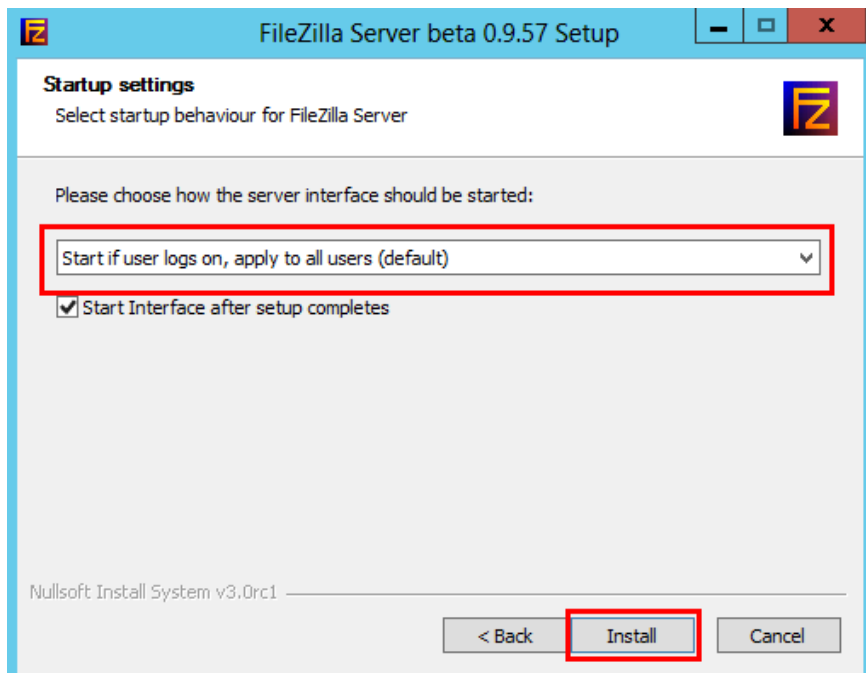 FileZilla Server beta 0.9.57 Setup
Startup settings
Select startup behaviour for FileZilla Server
Please choose how the server interface should be started:
Start if user logs on, apply to all users (default)
Start Interface after setup completes
Nullsoft Install System v3.0rc1
< Back Install Cancel